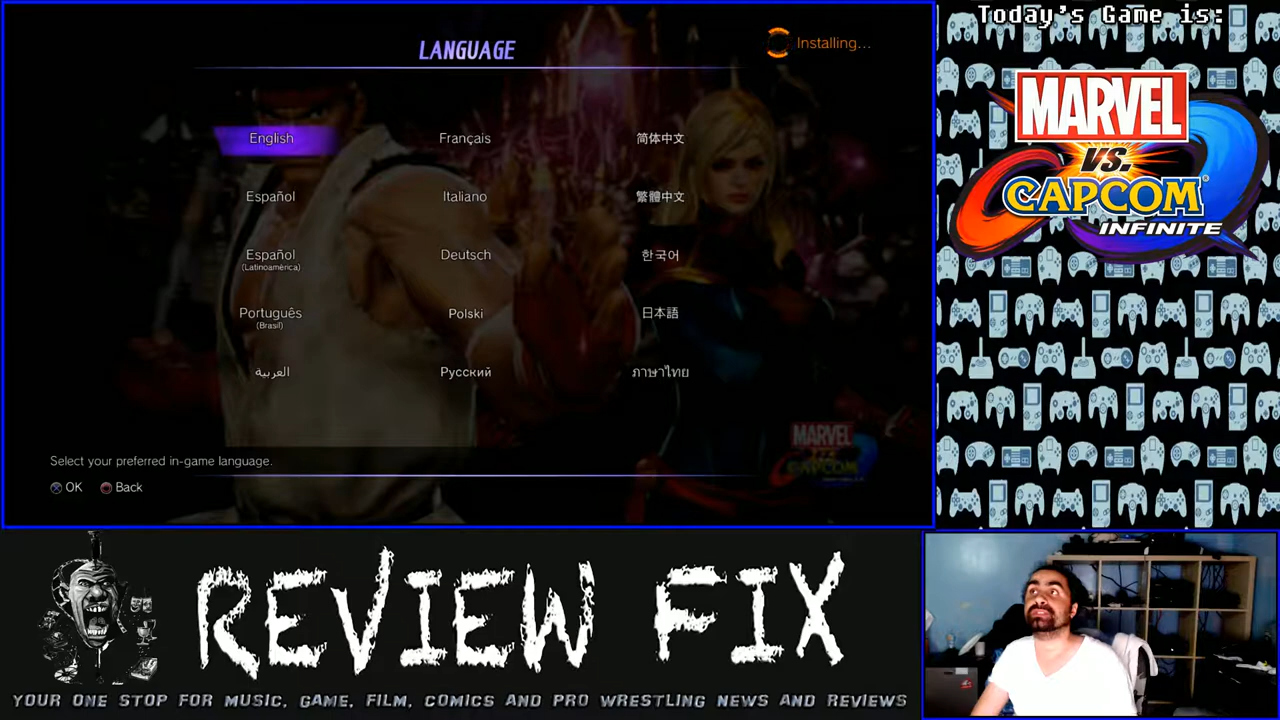 Today's Game is:
LANGUAGE
Installing...
English
Français
简体中文
Español
Italiano
繁體中文
Español
(Latinoamérica)
Deutsch
한국어
Português
(Brasil)
Polski
日本語
العربية
Русский
ภาษาไทย
Select your preferred in-game language.
OK
Back
MARVEL
VS.
CAPCOM®
INFINITE
MARVEL
VS.
CAPCOM
REVIEW FIX
YOUR ONE STOP FOR MUSIC, GAME, FILM, COMICS AND PRO WRESTLING NEWS AND REVIEWS